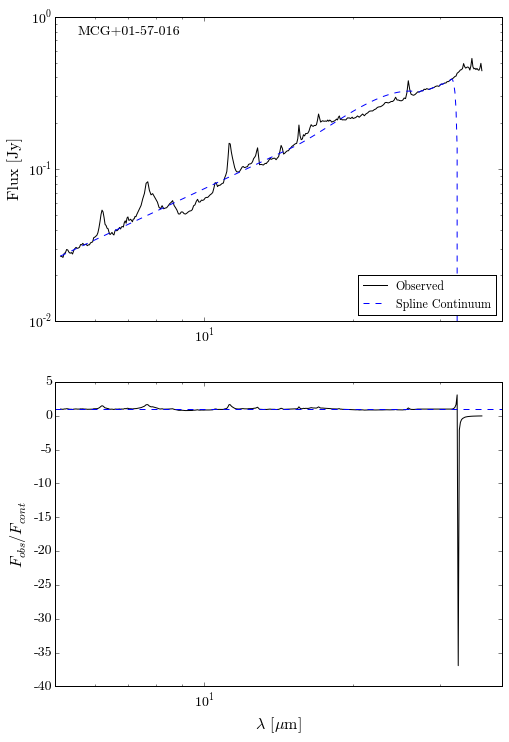 10^0
MCG+01-57-016
Flux [Jy]
10^-1
Observed
Spline Continuum
10^-2
10^1
5
0
-5
F_obs/F_cont
-10
-15
-20
-25
-30
-35
-40
10^1
λ [μm]